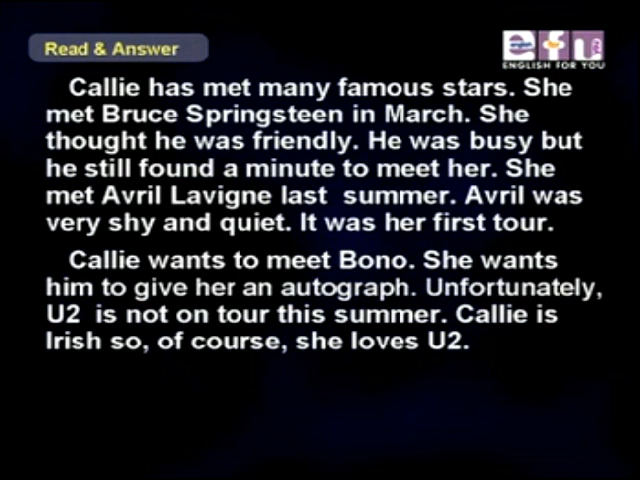 Read & Answer
efu
ENGLISH FOR YOU
Callie has met many famous stars. She
met Bruce Springsteen in March. She
thought he was friendly. He was busy but
he still found a minute to meet her. She
met Avril Lavigne last summer. Avril was
very shy and quiet. It was her first tour.
Callie wants to meet Bono. She wants
him to give her an autograph. Unfortunately,
U2 is not on tour this summer. Callie is
Irish so, of course, she loves U2.